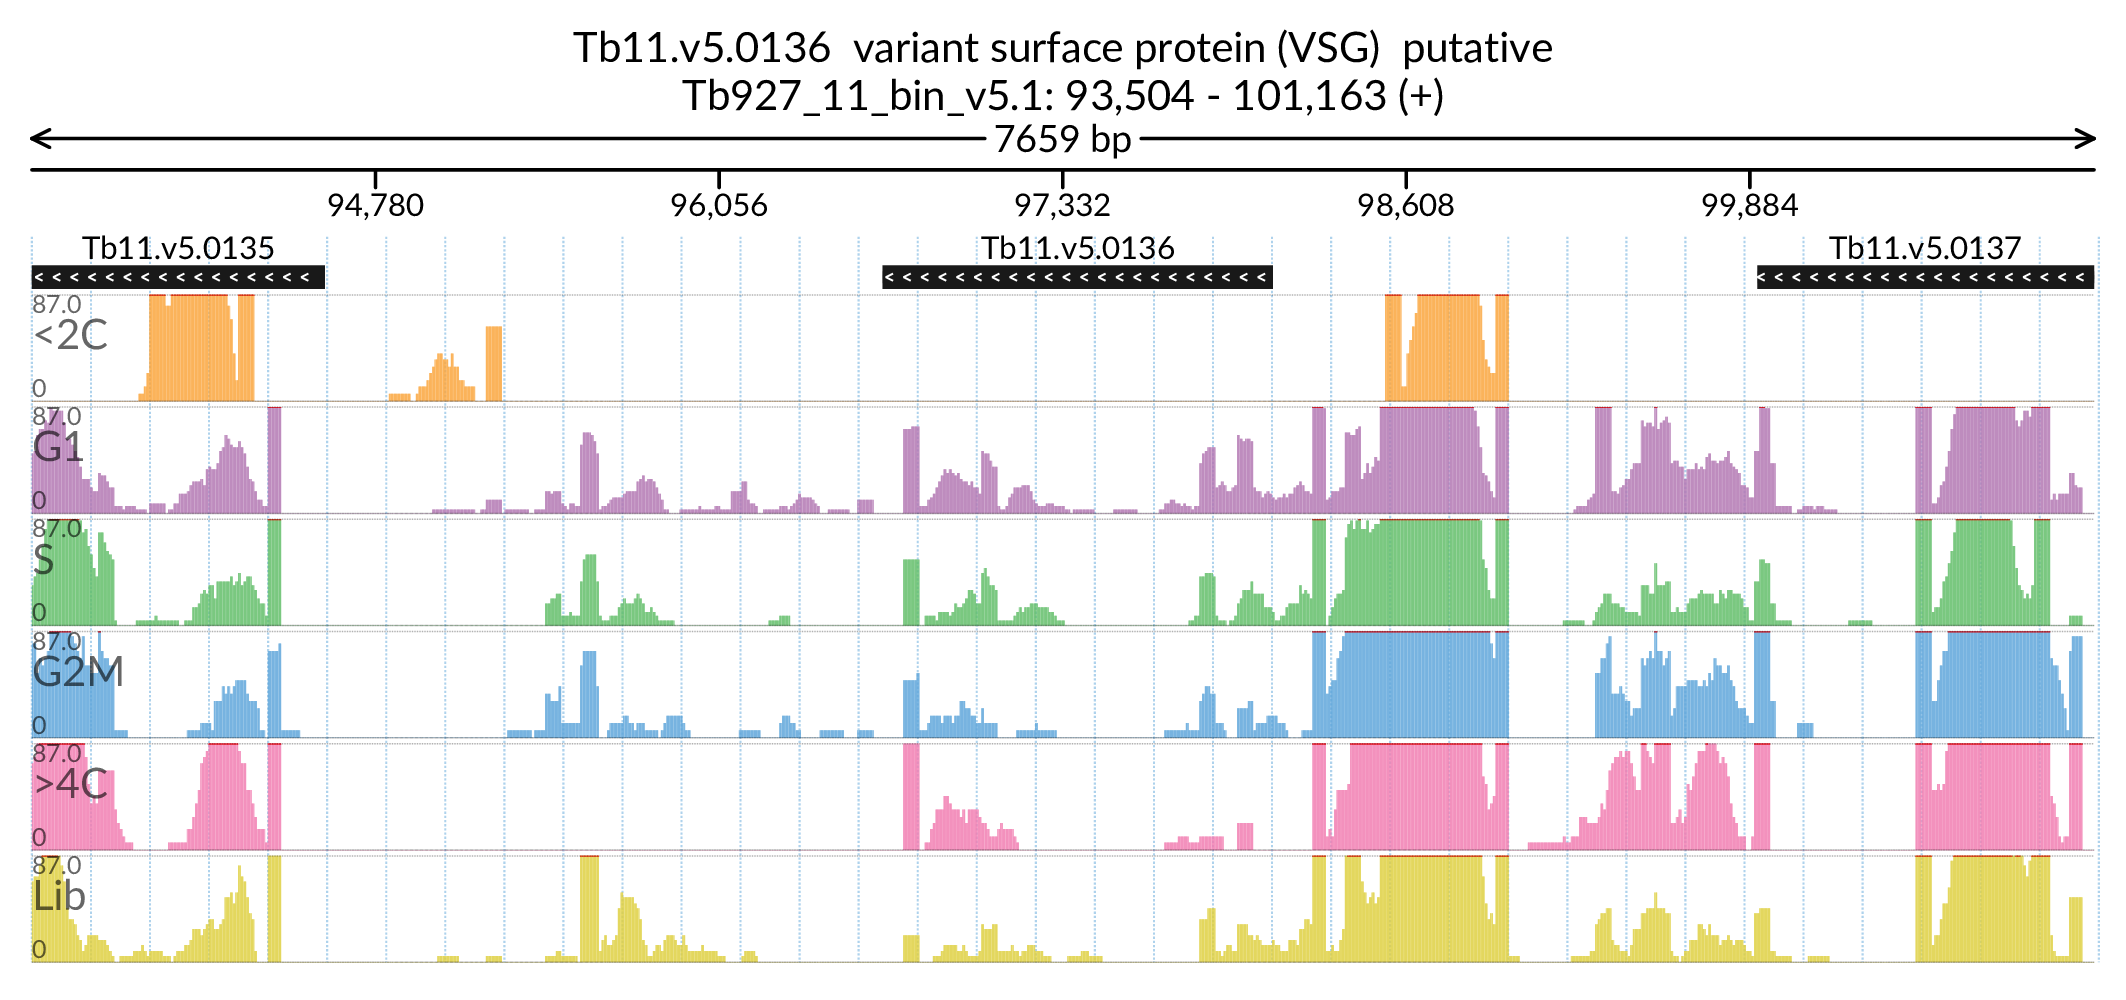 Tb11.v5.0136 variant surface protein (VSG) putative
Tb927_11_bin_v5.1: 93,504 - 101,163 (+)
7659 bp
94,780 96,056 97,332 98,608 99,884
Tb11.v5.0135 Tb11.v5.0136 Tb11.v5.0137
87.0
<2C
0
87.0
G1
0
87.0
S
0
87.0
G2M
0
87.0
>4C
0
87.0
Lib
0